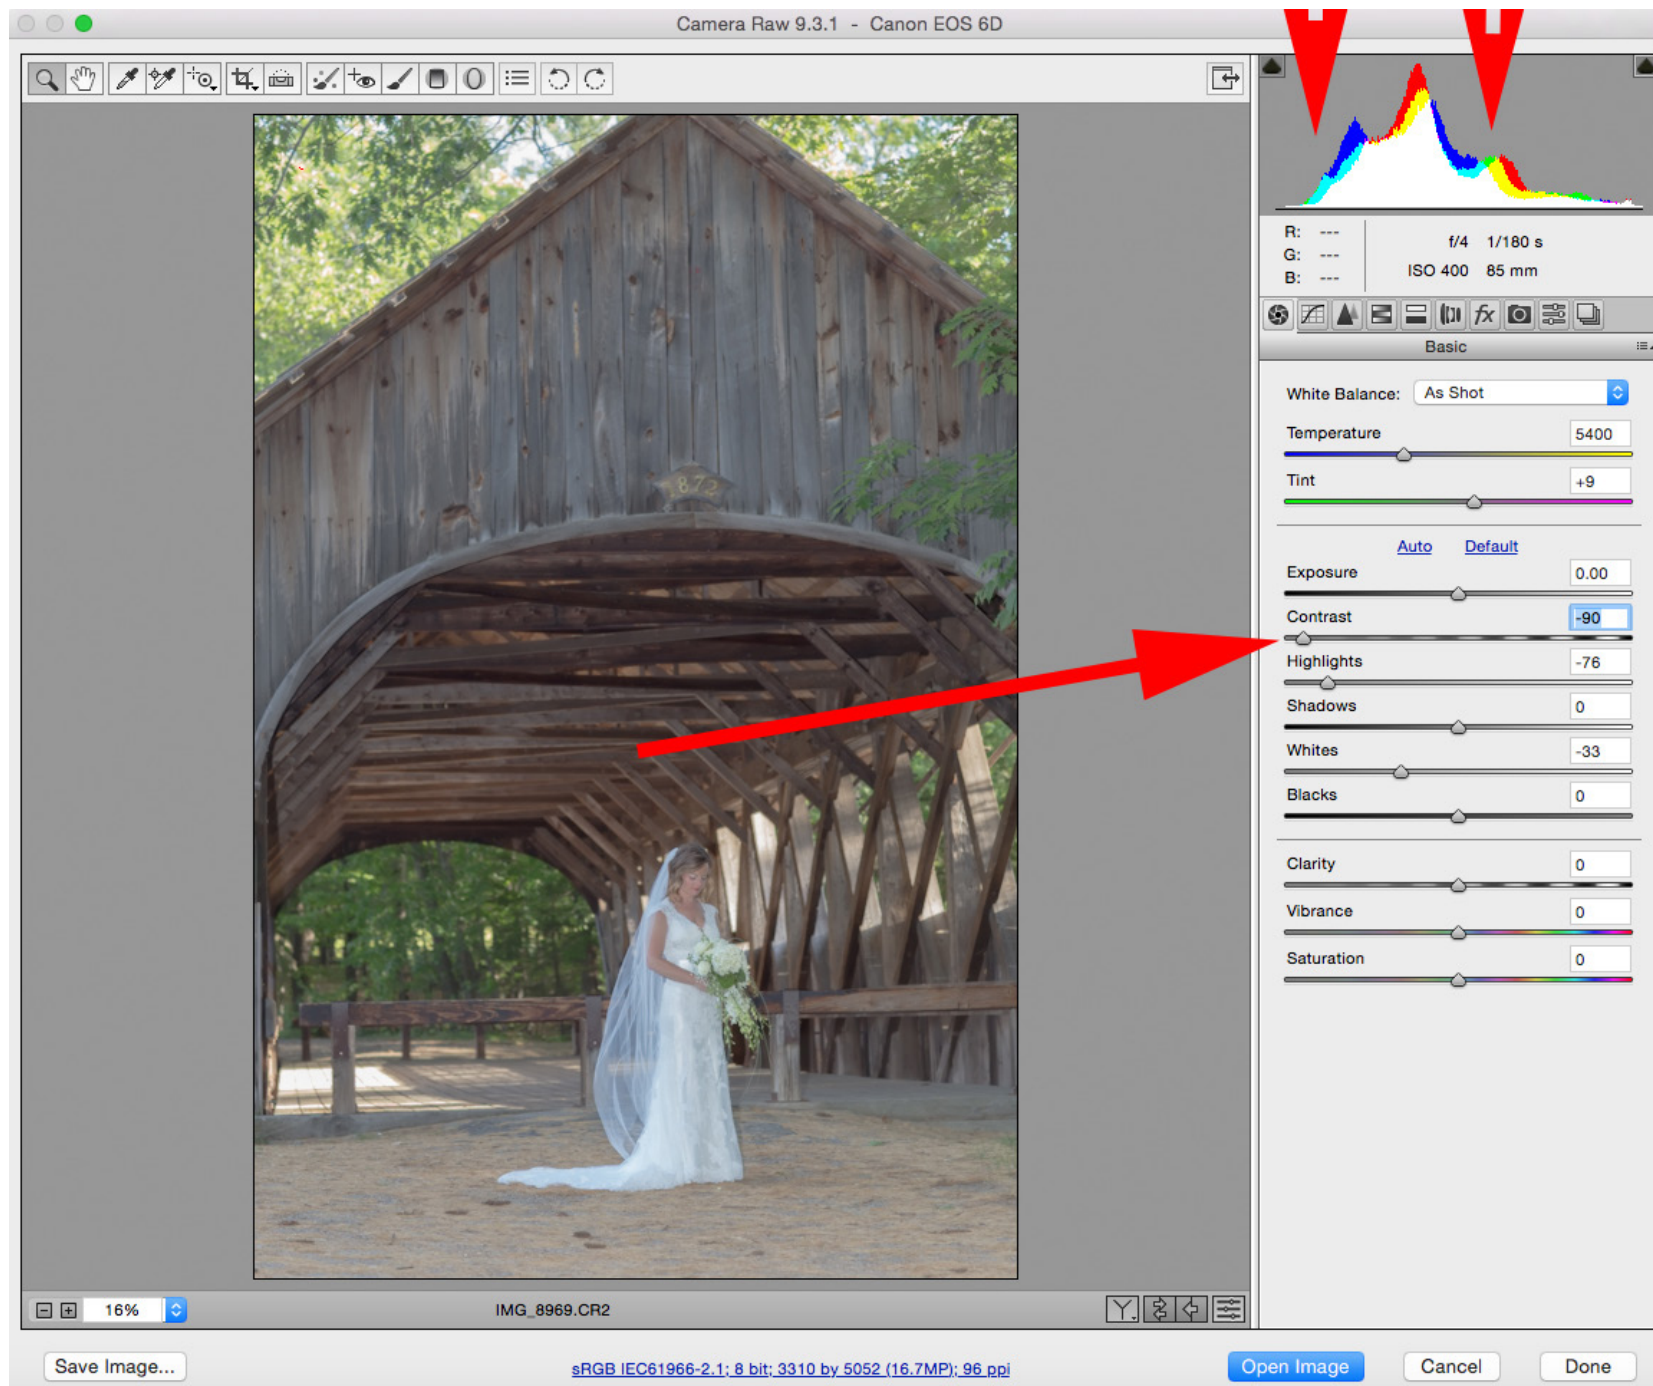 Camera Raw 9.3.1 - Canon EOS 6D
R: ---
G: ---
B: ---
f/4 1/180 s
ISO 400 85 mm
fx
Basic
White Balance: As Shot
Temperature 5400
Tint +9
Auto Default
Exposure 0.00
Contrast -90
Highlights -76
Shadows 0
Whites -33
Blacks 0
Clarity 0
Vibrance 0
Saturation 0
1872
16%
IMG_8969.CR2
Y
Save Image...
sRGB IEC61966-2.1; 8 bit; 3310 by 5052 (16.7MP); 96 ppi
Open Image
Cancel
Done